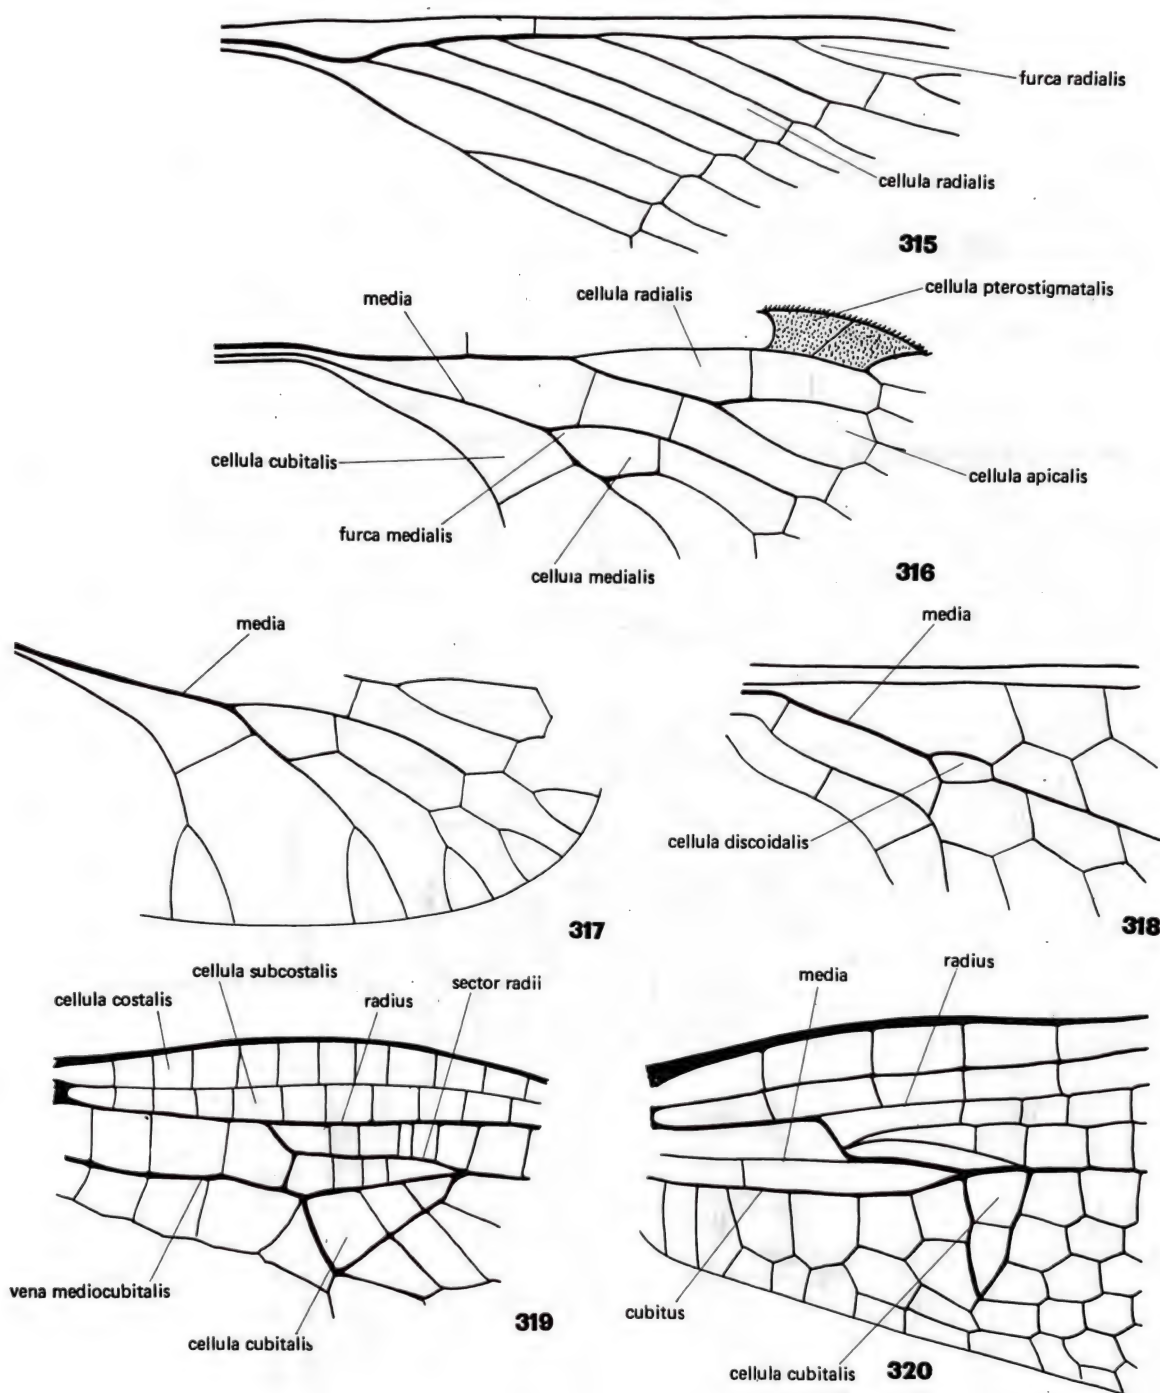 furca radialis
cellula radialis
315
media
cellula radialis
cellula pterostigmatalis
cellula cubitalis
cellula apicalis
furca medialis
cellula medialis
316
media
317
media
cellula discoidalis
318
cellula subcostalis
cellula costalis
radius
sector radii
vena mediocubitalis
cellula cubitalis
319
media
radius
cubitus
cellula cubitalis
320